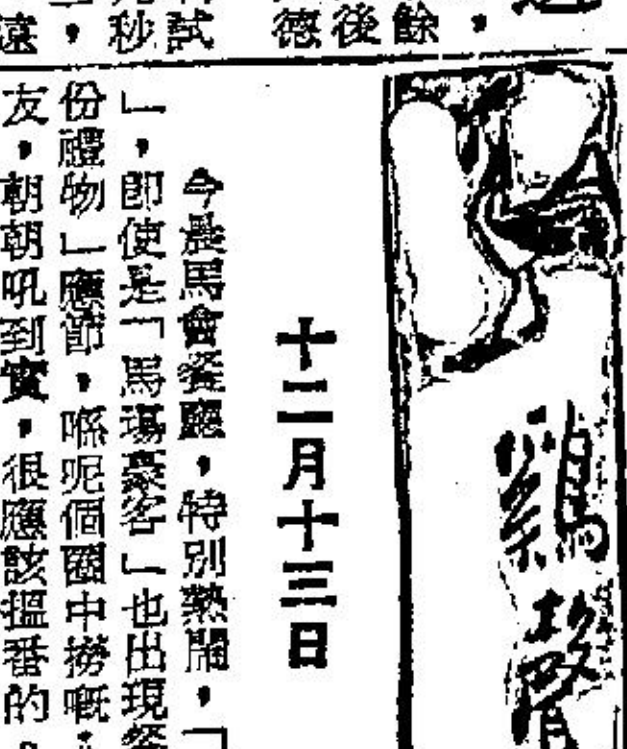 餘，
後
德
試
秒
，
遠
鷄
十二月十三日
今晨馬會餐廳，特別熱鬧，「
」，即使是「馬場豪客」也出現餐
份禮物」應節，喺呢個圈中撈嘅，
友，朝朝吼到實，很應該搵番的，